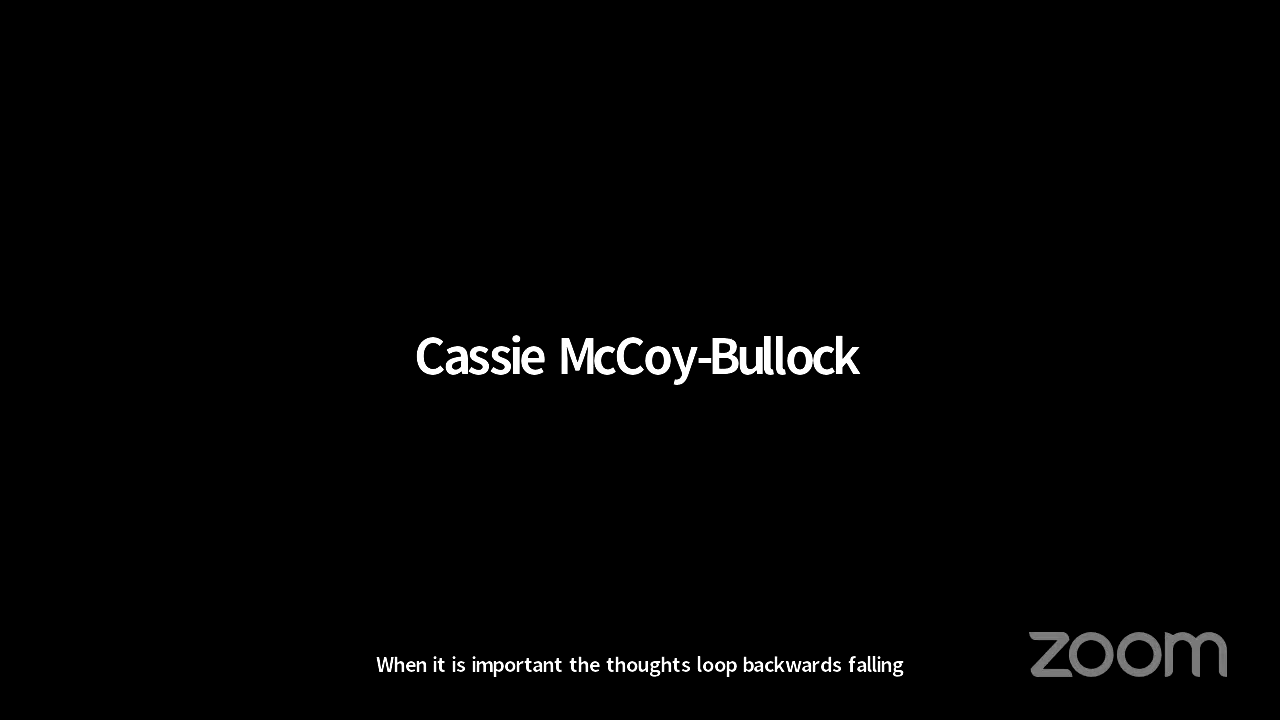 Cassie McCoy-Bullock
When it is important the thoughts loop backwards falling
zoom